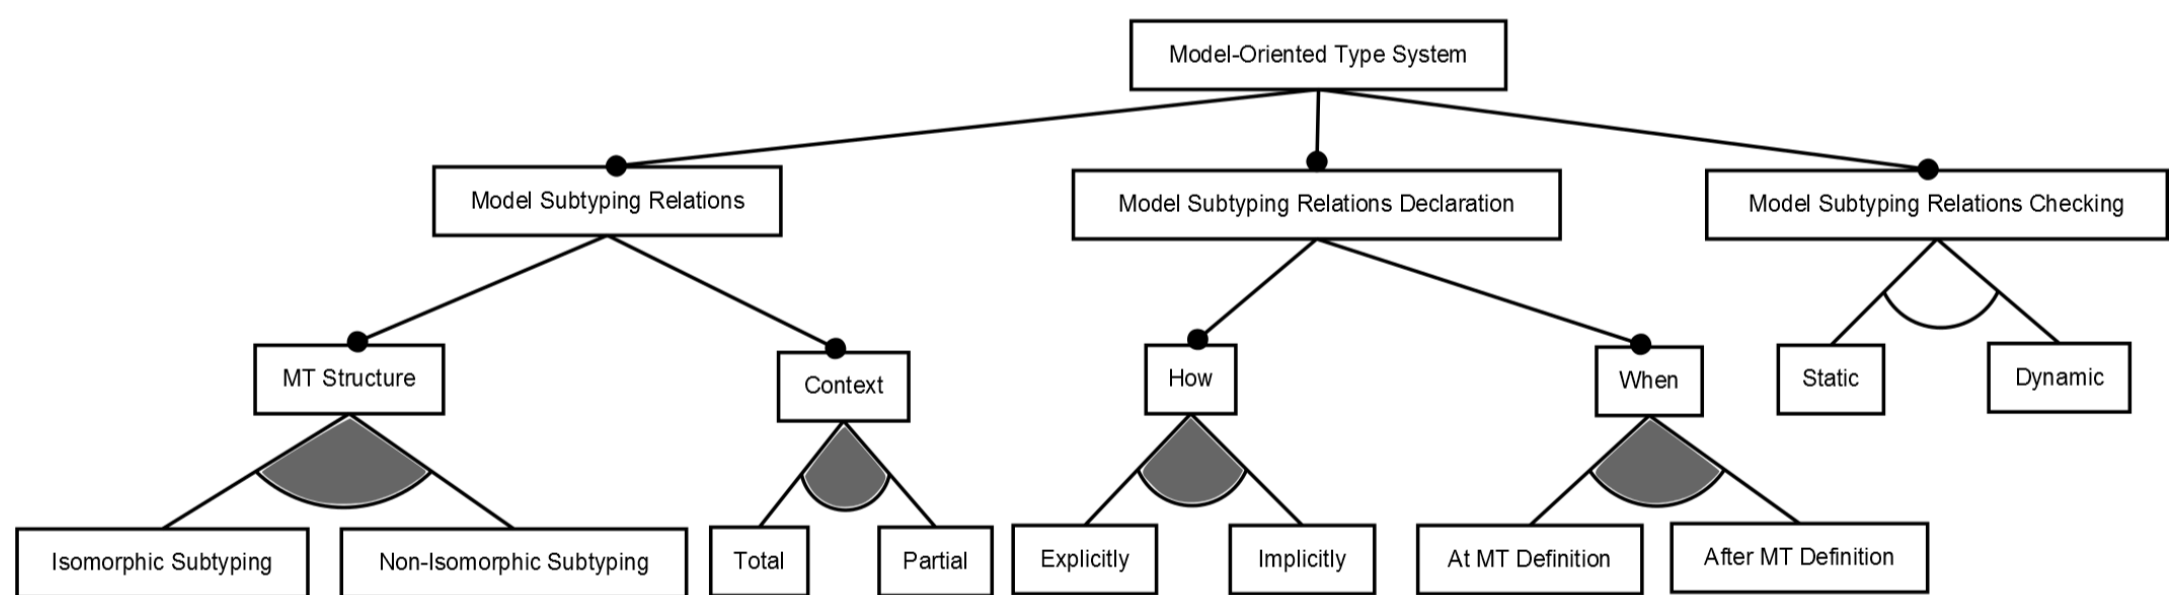 Model-Oriented Type System
Model Subtyping Relations
Model Subtyping Relations Declaration
Model Subtyping Relations Checking
MT Structure
Context
How
When
Static
Dynamic
Isomorphic Subtyping
Non-Isomorphic Subtyping
Total
Partial
Explicitly
Implicitly
At MT Definition
After MT Definition